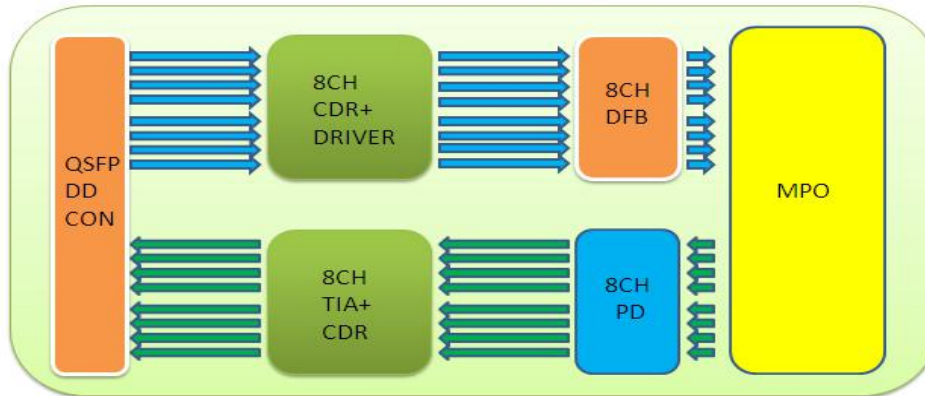 QSFP
DD
CON
8CH
CDR+
DRIVER
8CH
DFB
MPO
8CH
TIA+
CDR
8CH
PD